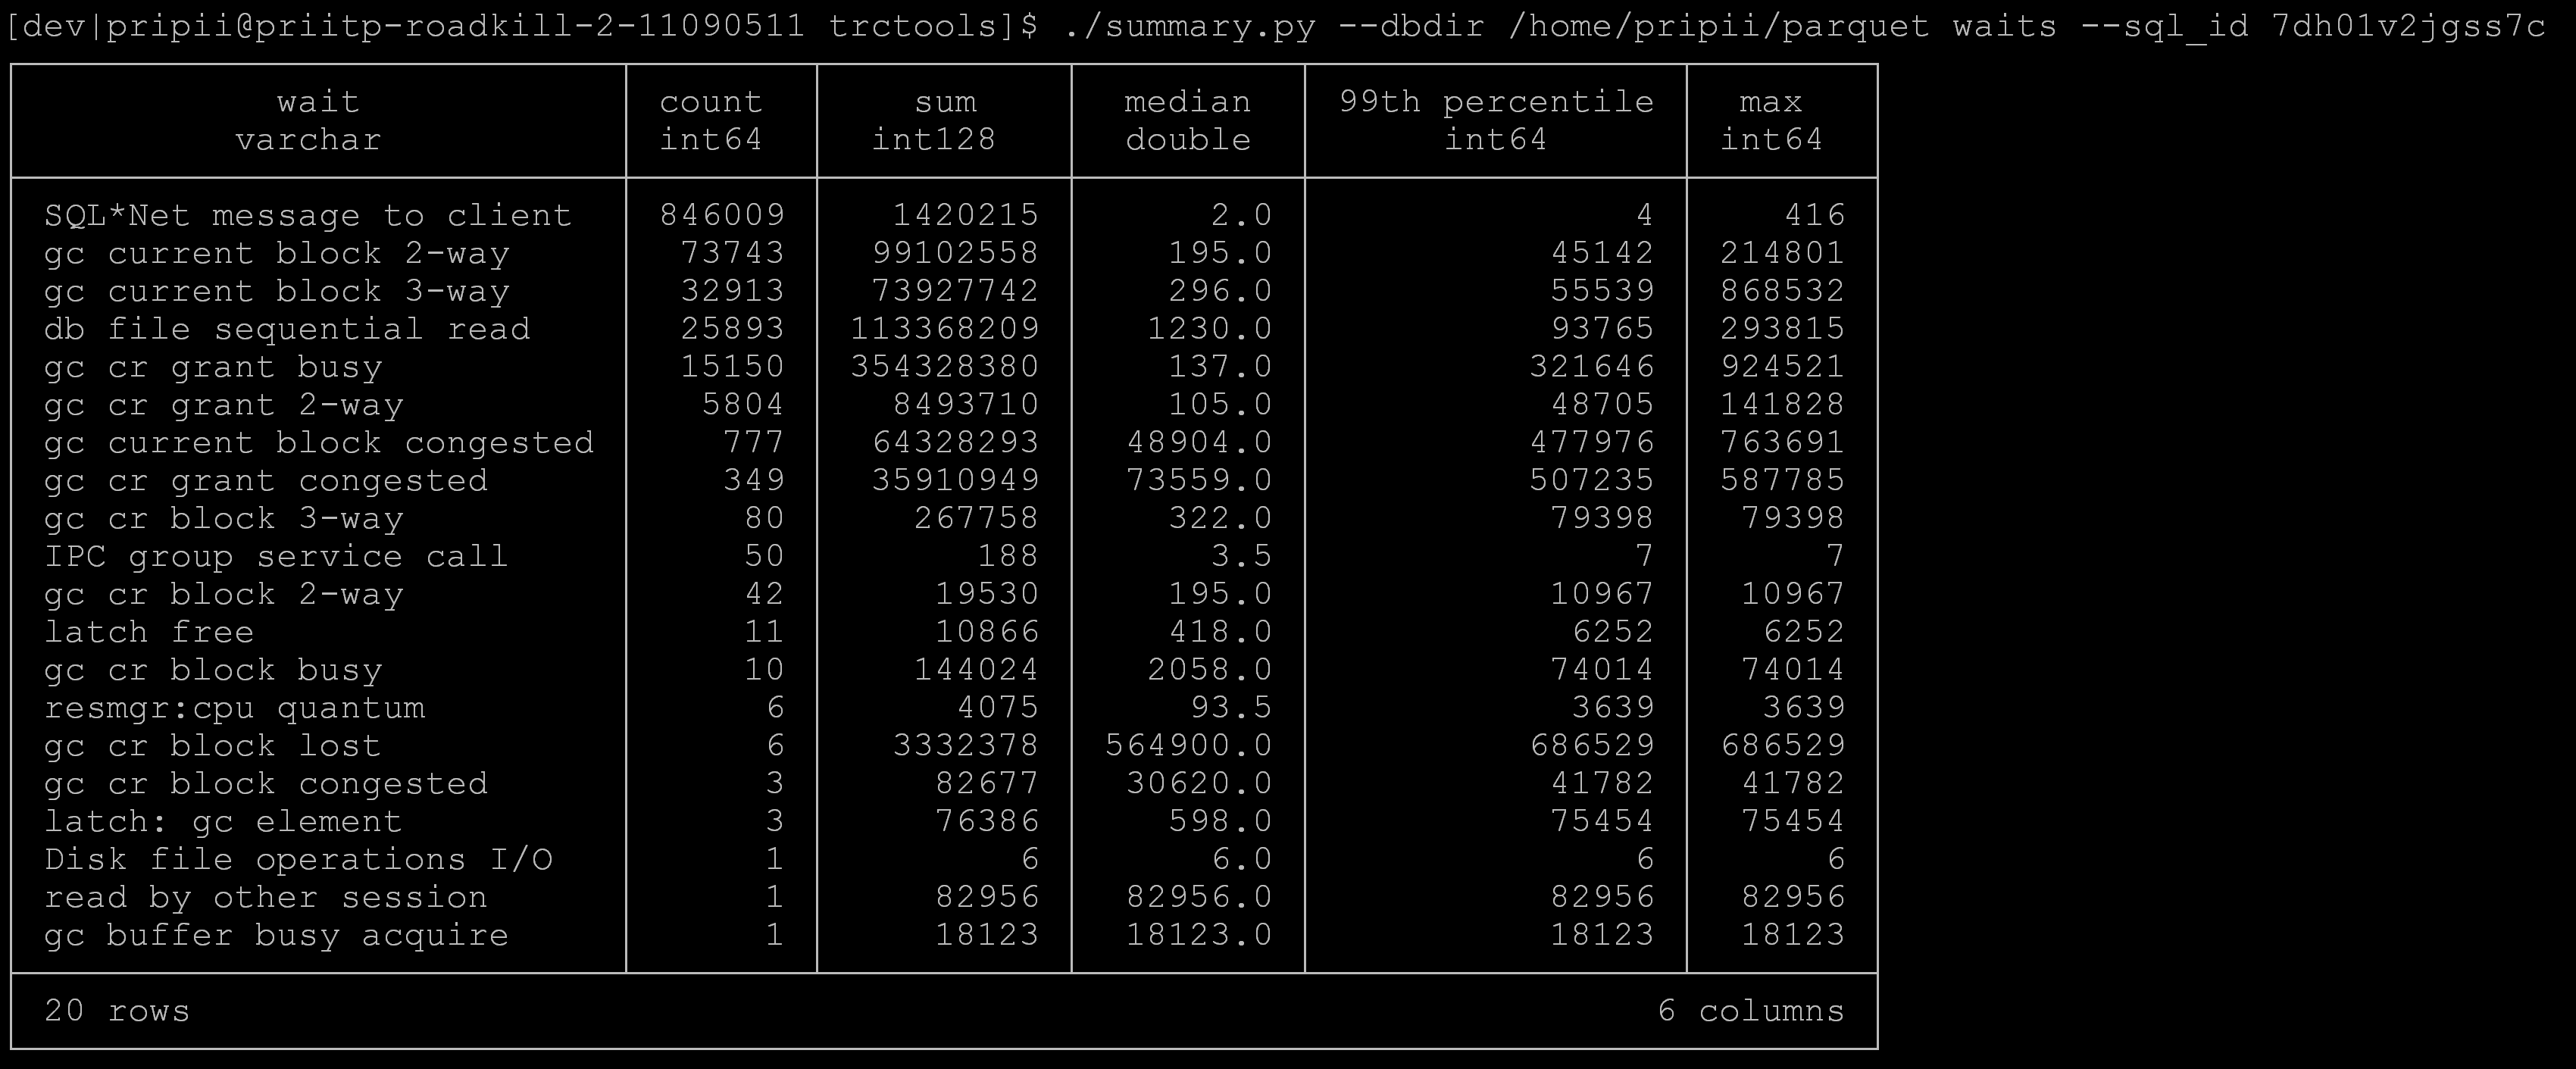 [dev|pripii@priitp-roadkill-2-11090511 trctools]$ ./summary.py --dbdir /home/pripii/parquet waits --sql_id 7dh01v2jgss7c
wait count sum median 99th percentile max
varchar int64 int128 double int64 int64
SQL*Net message to client 846009 1420215 2.0 4 416
gc current block 2-way 73743 99102558 195.0 45142 214801
gc current block 3-way 32913 73927742 296.0 55539 868532
db file sequential read 25893 113368209 1230.0 93765 293815
gc cr grant busy 15150 354328380 137.0 321646 924521
gc cr grant 2-way 5804 8493710 105.0 48705 141828
gc current block congested 777 64328293 48904.0 477976 763691
gc cr grant congested 349 35910949 73559.0 507235 587785
gc cr block 3-way 80 267758 322.0 79398 79398
IPC group service call 50 188 3.5 7 7
gc cr block 2-way 42 19530 195.0 10967 10967
latch free 11 10866 418.0 6252 6252
gc cr block busy 10 144024 2058.0 74014 74014
resmgr:cpu quantum 6 4075 93.5 3639 3639
gc cr block lost 6 3332378 564900.0 686529 686529
gc cr block congested 3 82677 30620.0 41782 41782
latch: gc element 3 76386 598.0 75454 75454
Disk file operations I/O 1 6 6.0 6 6
read by other session 1 82956 82956.0 82956 82956
gc buffer busy acquire 1 18123 18123.0 18123 18123
20 rows 6 columns